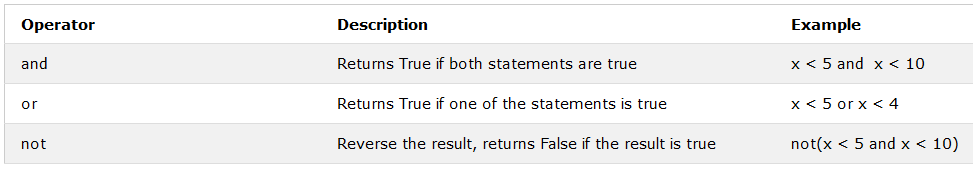 Operator Description Example
and Returns True if both statements are true x < 5 and  x < 10
or Returns True if one of the statements is true x < 5 or x < 4
not Reverse the result, returns False if the result is true not(x < 5 and x < 10)